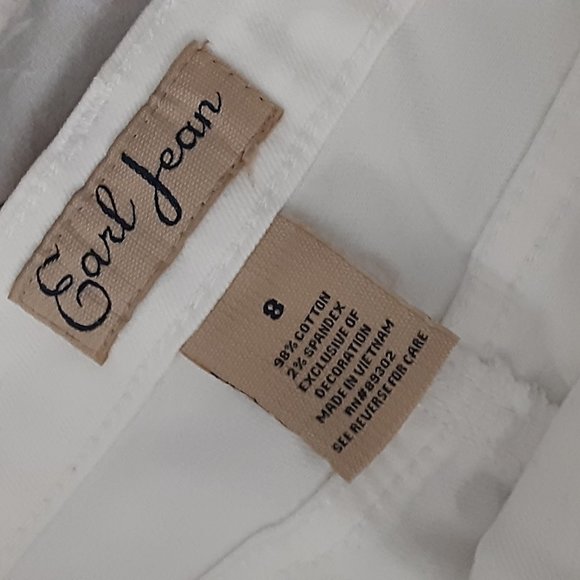 Earl Jean
8
98% COTTON
2% SPANDEX
EXCLUSIVE OF
DECORATION
MADE IN VIETNAM
RN#89302
SEE REVERSE FOR CARE